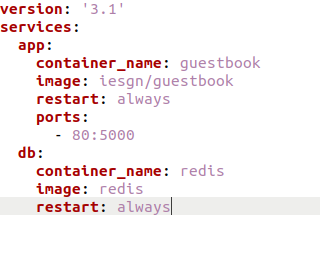 version: '3.1'
services:
  app:
    container_name: guestbook
    image: iesgn/guestbook
    restart: always
    ports:
      - 80:5000
  db:
    container_name: redis
    image: redis
    restart: always